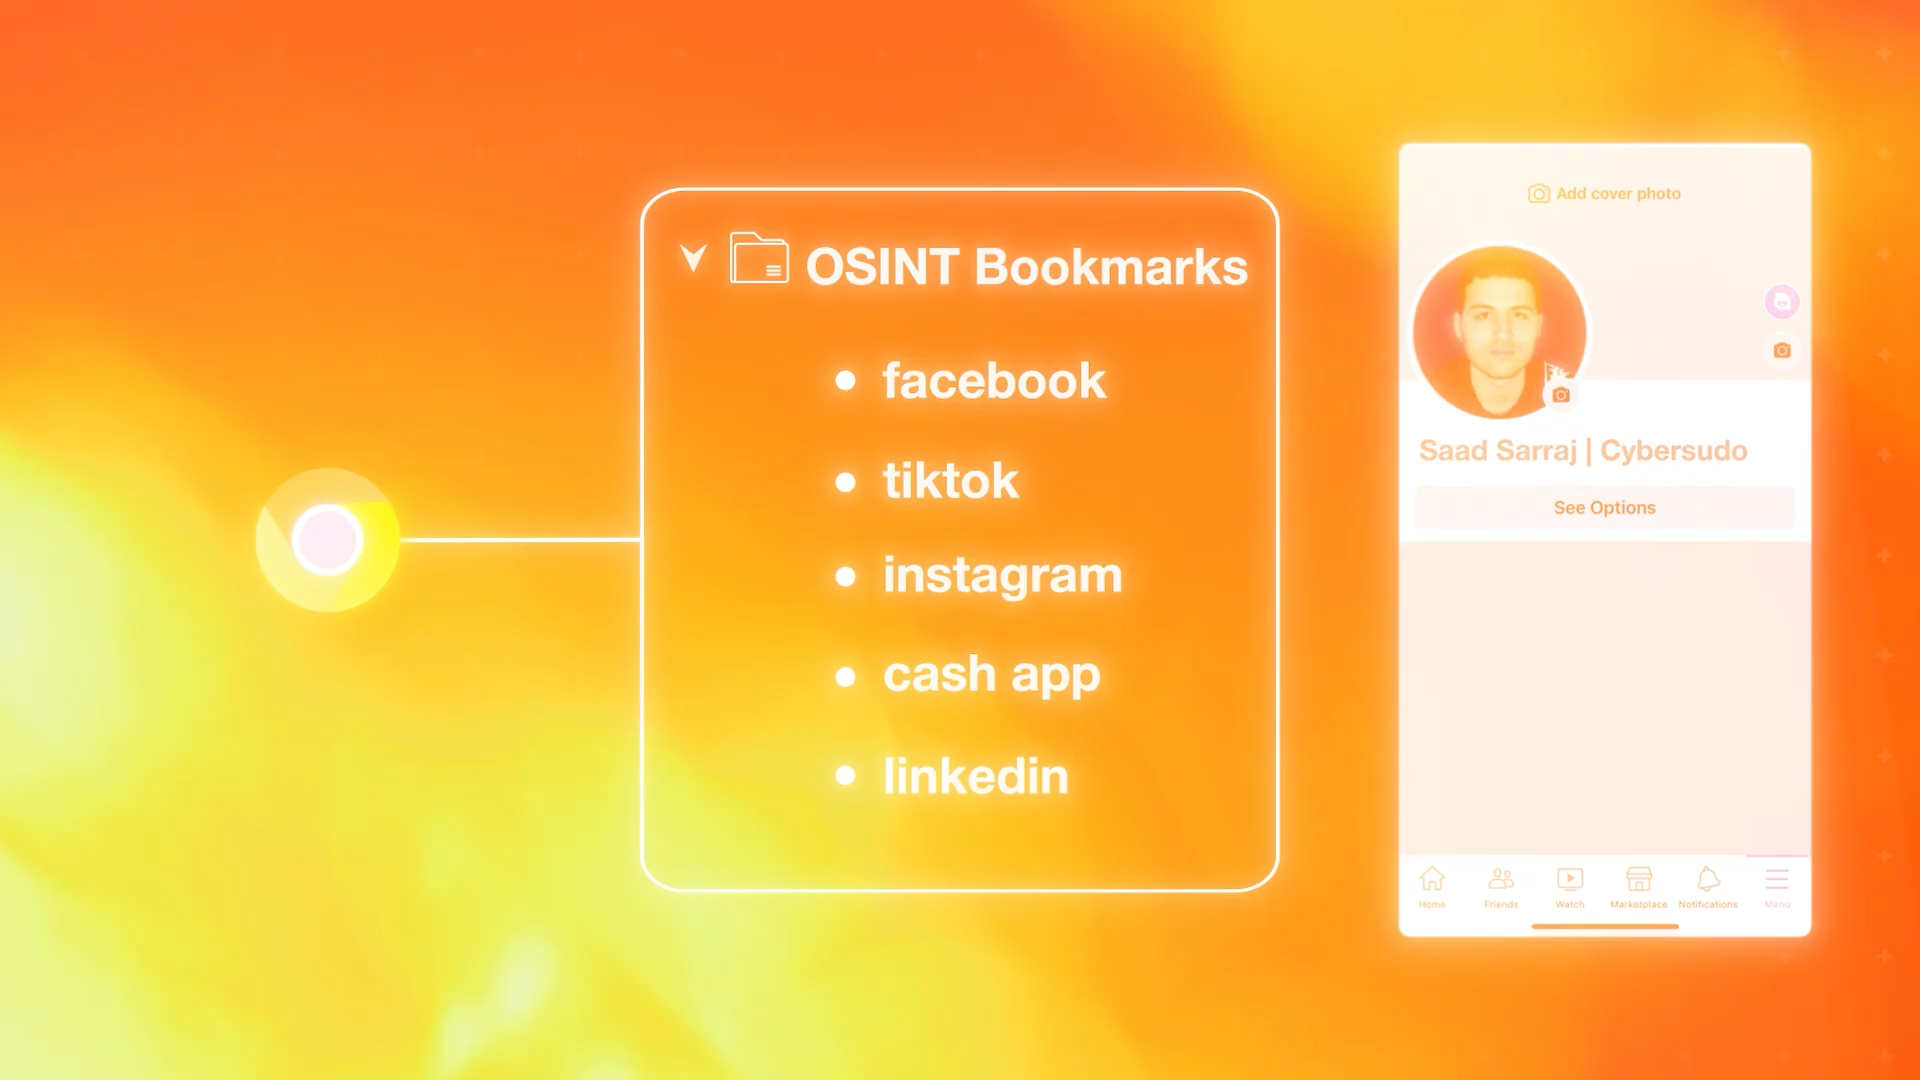 OSINT Bookmarks
facebook
tiktok
instagram
cash app
linkedin
Add cover photo
Saad Sarraj | Cybersudo
See Options
Home Friends Watch Marketplace Notifications Menu